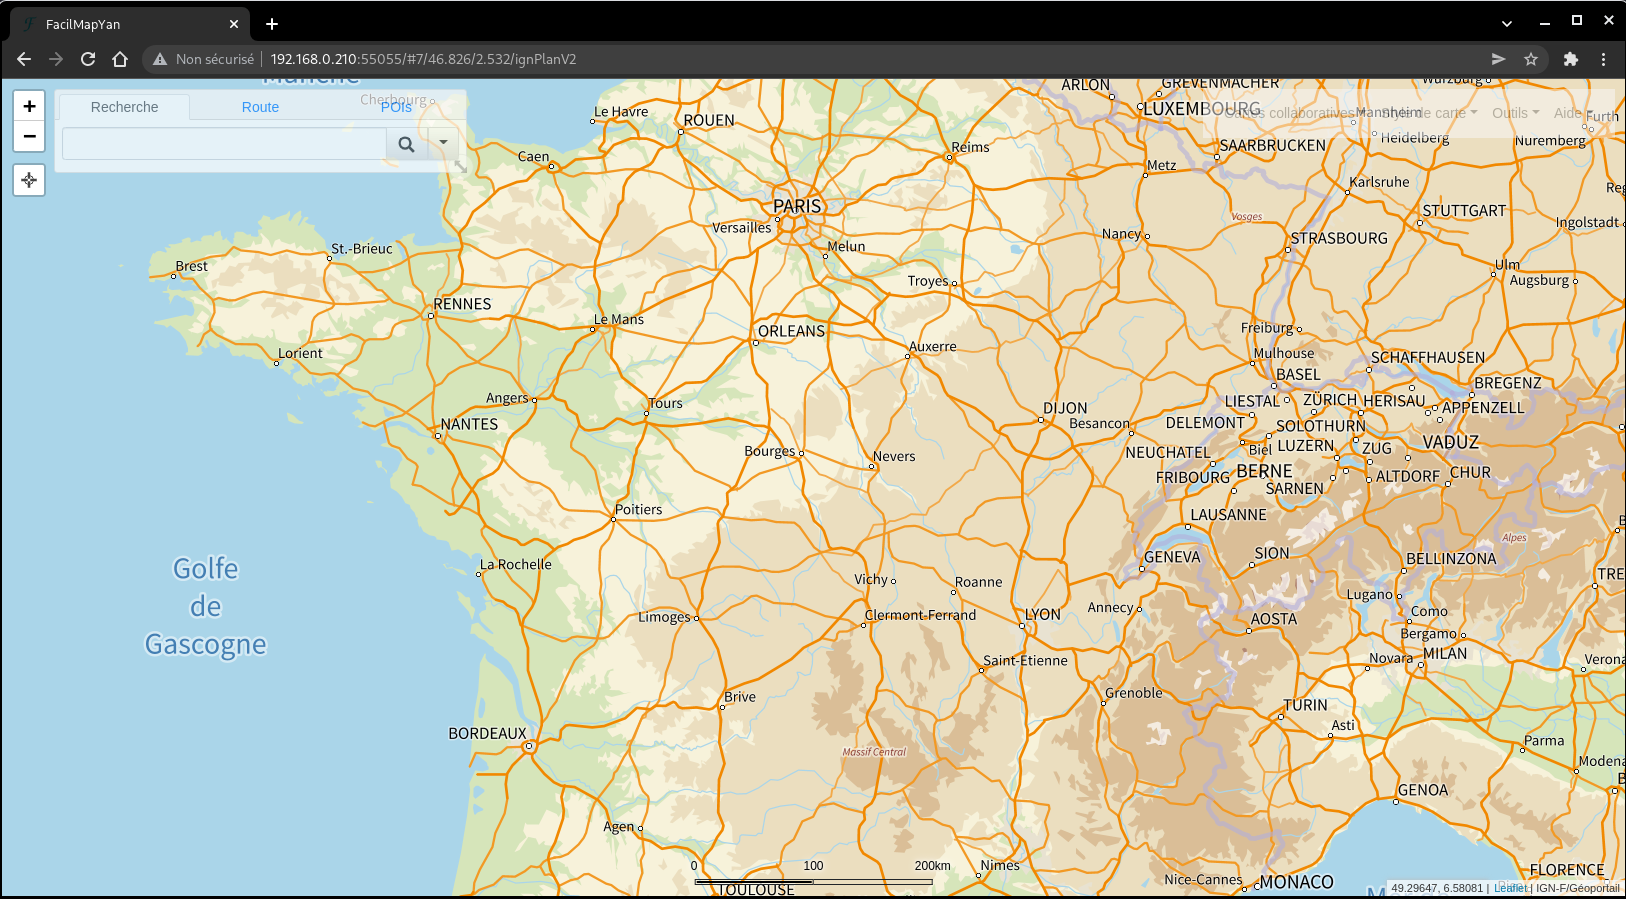 FacilMapYan
Non sécurisé
192.168.0.210:55055/#7/46.826/2.532/ignPlanV2
Manche
ARLON
GREVENMACHER
Wurzburg
+
Recherche
Route
POIs
Cherbourg
Le Havre
ROUEN
LUXEMBOURG
Cartes collaboratives
Mannheim
Style de carte
Outils
Aide
Furth
−
Heidelberg
Nuremberg
Caen
Reims
SAARBRUCKEN
Metz
Karlsruhe
Reg
PARIS
STUTTGART
Vosges
Versailles
Ingolstadt
Nancy
STRASBOURG
St.-Brieuc
Melun
Brest
Ulm
Troyes
Augsburg
RENNES
Le Mans
ORLEANS
Freiburg
Auxerre
Lorient
Mulhouse
SCHAFFHAUSEN
BASEL
BREGENZ
Angers
Tours
LIESTAL
ZÜRICH
HERISAU
DIJON
APPENZELL
NANTES
Besancon
DELEMONT
SOLOTHURN
Bourges
Nevers
NEUCHATEL
Biel
LUZERN
ZUG
VADUZ
FRIBOURG
BERNE
ALTDORF
CHUR
SARNEN
Poitiers
LAUSANNE
Alpes
La Rochelle
GENEVA
SION
BELLINZONA
Golfe
de
Gascogne
Vichy
Roanne
TRE
Lugano
Limoges
Clermont-Ferrand
LYON
Annecy
AOSTA
Como
Bergamo
Saint-Etienne
Novara
MILAN
Verona
Brive
Grenoble
TURIN
BORDEAUX
Asti
Massif Central
Parma
Modena
GENOA
Agen
0
100
200km
Nimes
FLORENCE
TOULOUSE
Nice-Cannes
MONACO
49.29647, 6.58081 | Leaflet | IGN-F/Géoportail